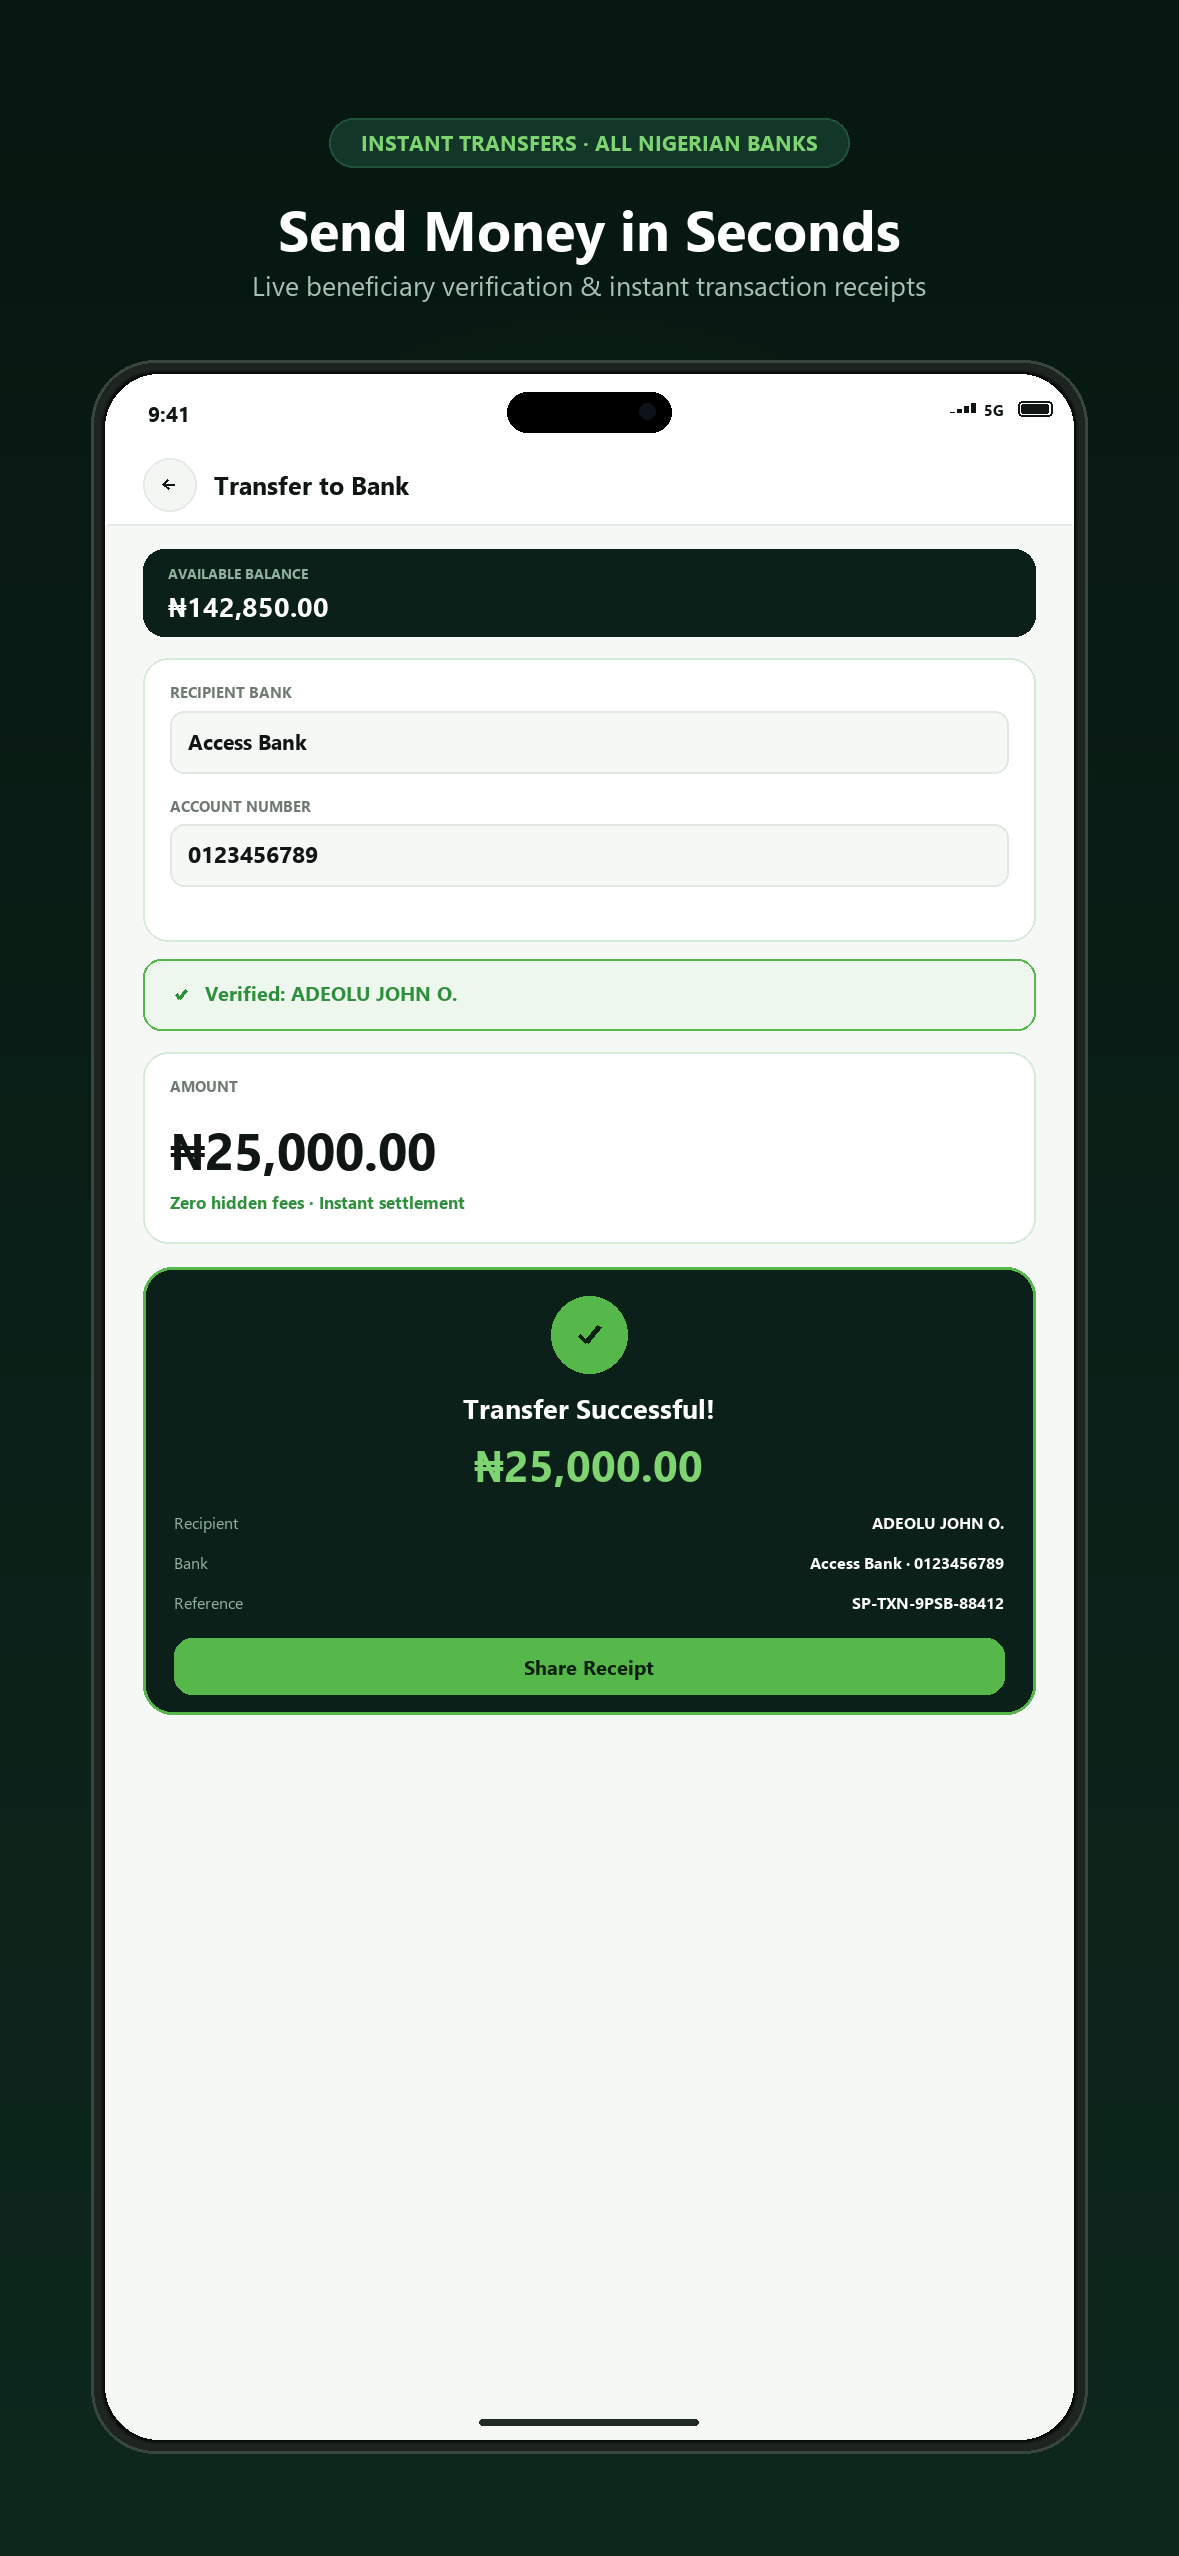 INSTANT TRANSFERS · ALL NIGERIAN BANKS
Send Money in Seconds
Live beneficiary verification & instant transaction receipts
9:41
5G
Transfer to Bank
AVAILABLE BALANCE
₦142,850.00
RECIPIENT BANK
Access Bank
ACCOUNT NUMBER
0123456789
Verified: ADEOLU JOHN O.
AMOUNT
₦25,000.00
Zero hidden fees · Instant settlement
Transfer Successful!
₦25,000.00
Recipient ADEOLU JOHN O.
Bank Access Bank · 0123456789
Reference SP-TXN-9PSB-88412
Share Receipt